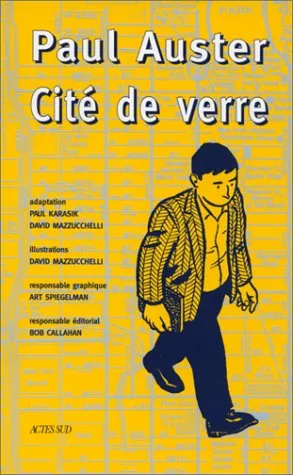 Paul Auster
Cité de verre
adaptation
PAUL KARASIK
DAVID MAZZUCCHELLI
illustrations
DAVID MAZZUCCHELLI
responsable graphique
ART SPIEGELMAN
responsable éditorial
BOB CALLAHAN
ACTES SUD